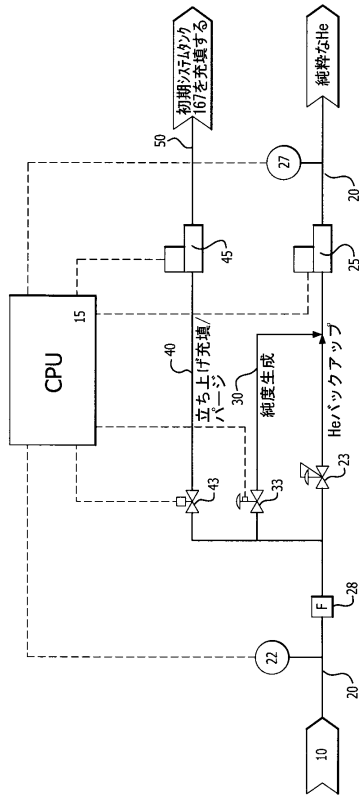 初期システムタンク
167を充填する
50
純粋なHe
27
20
45
25
CPU
15
40
立ち上げ充填/
パージ
30
純度生成
Heバックアップ
43
33
23
F
28
22
20
10